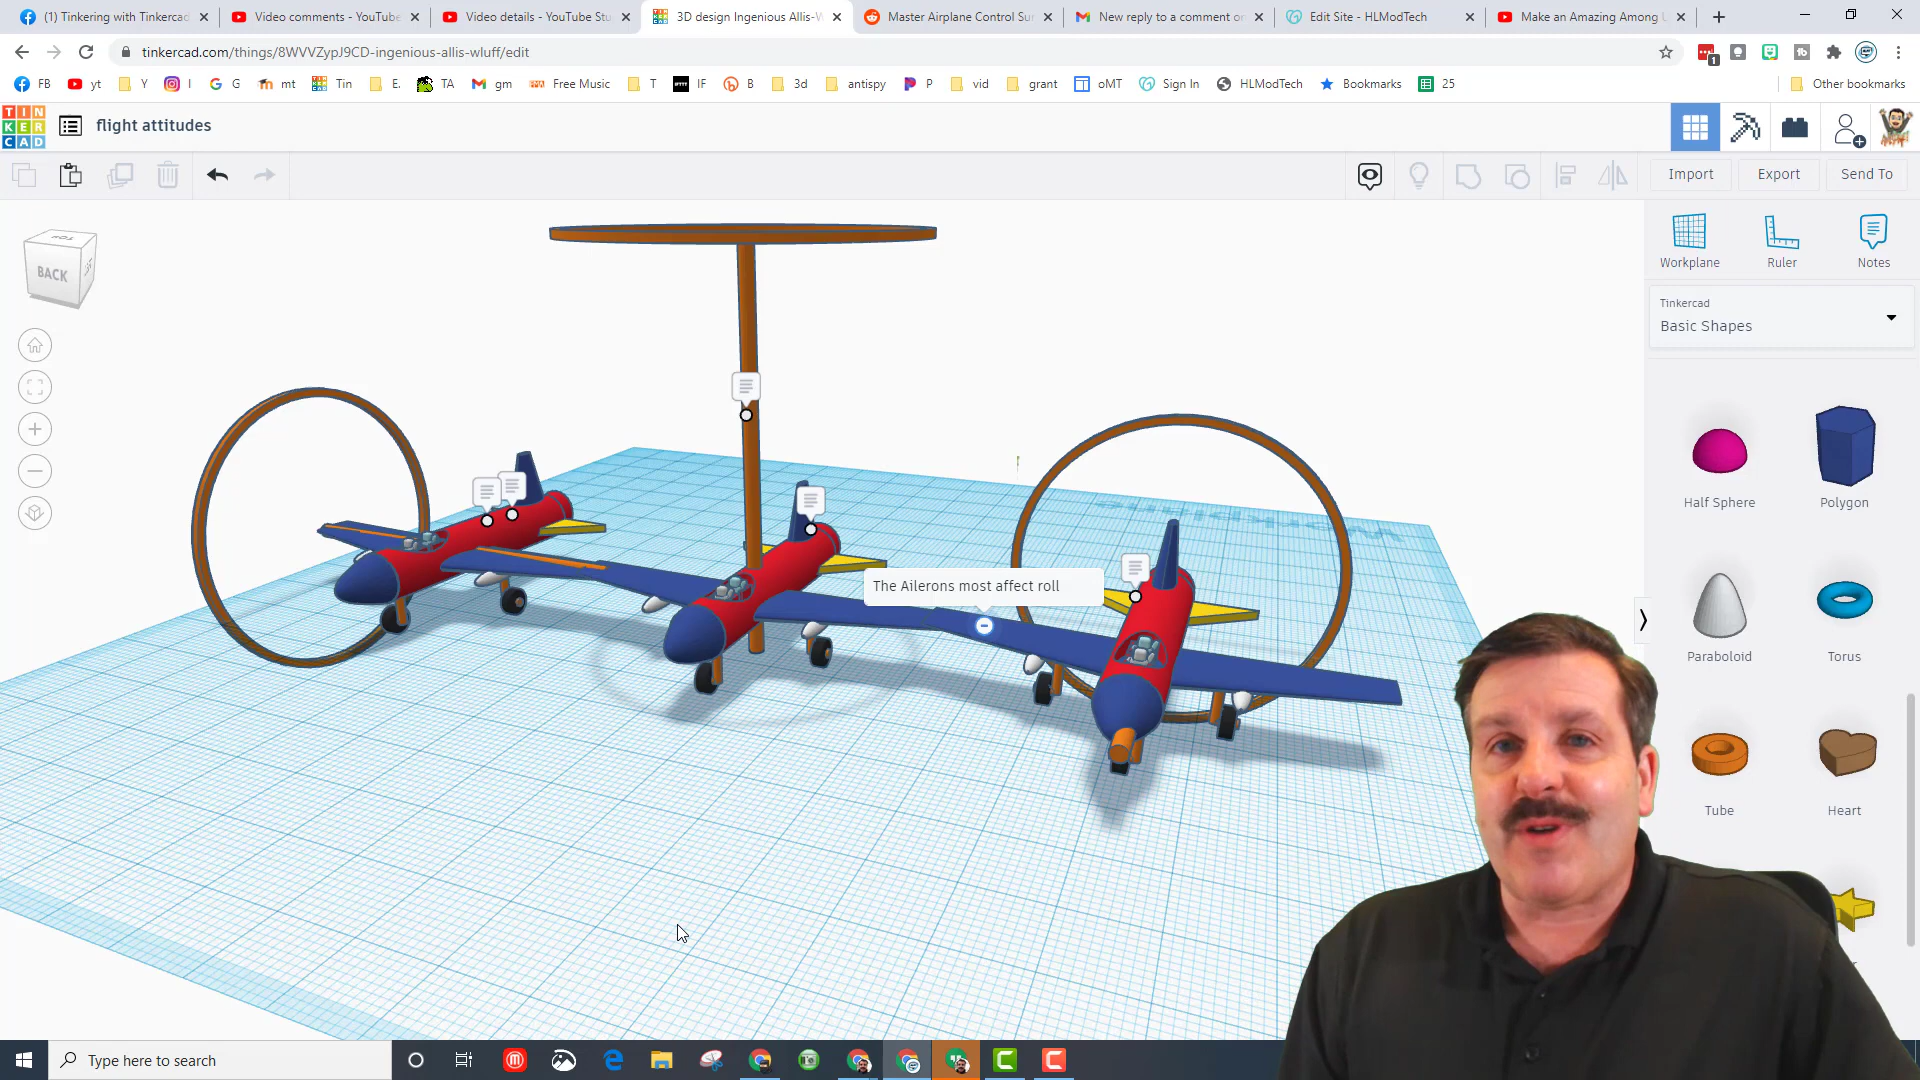 (1) Tinkering with Tinkercad
Video comments - YouTube
Video details - YouTube Stu
3D design Ingenious Allis-W
Master Airplane Control Sur
New reply to a comment on
Edit Site - HLModTech
Make an Amazing Among U
tinkercad.com/things/8WVVZypJ9CD-ingenious-allis-wluff/edit
1
FB
yt
Y
I
G
mt
Tin
E.
TA
gm
Free Music
T
IF
B
3d
antispy
P
vid
grant
oMT
Sign In
HLModTech
Bookmarks
25
Other bookmarks
TIN
KER
CAD
flight attitudes
Import
Export
Send To
TOP
BACK
Workplane
Ruler
Notes
Tinkercad
Basic Shapes
The Ailerons most affect roll
Half Sphere
Polygon
Paraboloid
Torus
Tube
Heart
Type here to search